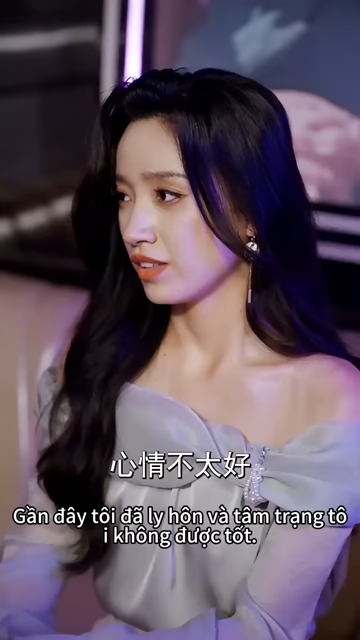 心情不太好
Gần đây tôi đã ly hôn và tâm trạng tô
i không được tốt.